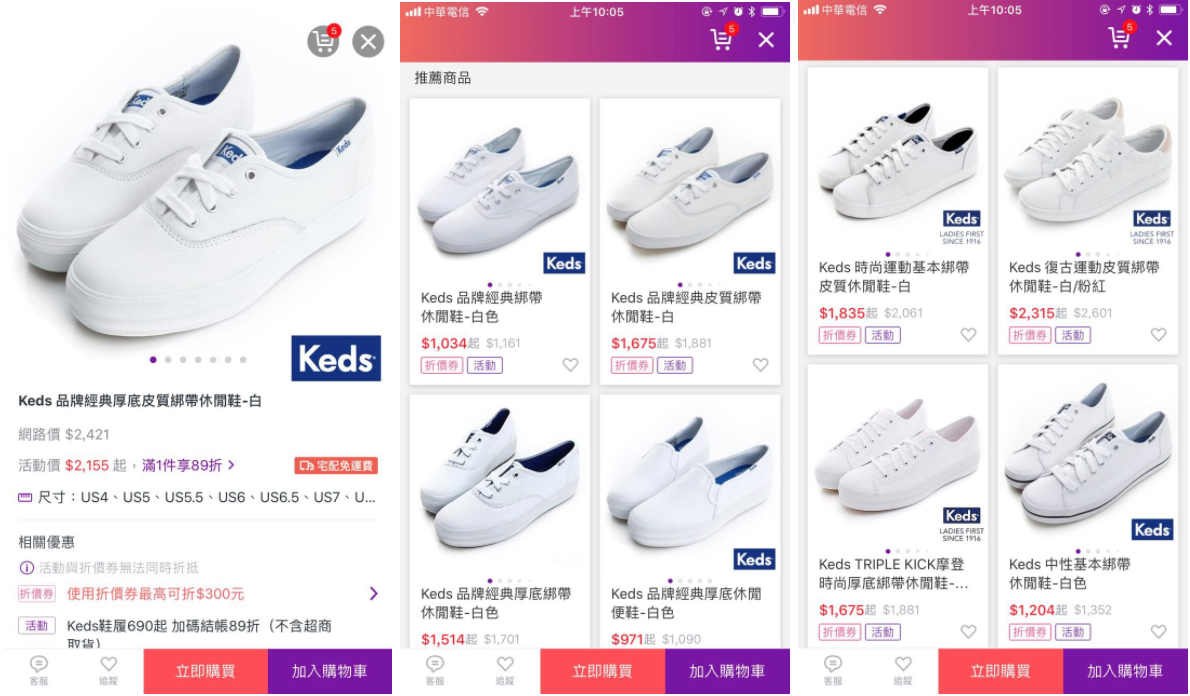 5
Keds
Keds
Keds
Keds
Keds 品牌經典厚底皮質綁帶休閒鞋-白
網路價 $2,421
活動價 $2,155 起，滿1件享89折 >
宅配免運費
尺寸：US4、US5、US5.5、US6、US6.5、US7、U...
相關優惠
活動與折價券無法同時折抵
折價券 使用折價券最高可折$300元
活動 Keds鞋履690起 加碼結帳89折（不含超商
取貨）
客服 追蹤 立即購買 加入購物車
中華電信 上午10:05
5
推薦商品
Keds
Keds 品牌經典綁帶
休閒鞋-白色
$1,034起 $1,161
折價券 活動
Keds
Keds 品牌經典皮質綁帶
休閒鞋-白
$1,675起 $1,881
折價券 活動
Keds 品牌經典厚底綁帶
休閒鞋-白色
$1,514起 $1,701
Keds
Keds 品牌經典厚底休閒
便鞋-白色
$971起 $1,090
客服 追蹤 立即購買 加入購物車
中華電信 上午10:05
5
Keds
LADIES FIRST
SINCE 1916
Keds 時尚運動基本綁帶
皮質休閒鞋-白
$1,835起 $2,061
折價券 活動
Keds
LADIES FIRST
SINCE 1916
Keds 復古運動皮質綁帶
休閒鞋-白/粉紅
$2,315起 $2,601
折價券 活動
Keds
LADIES FIRST
SINCE 1916
Keds TRIPLE KICK摩登
時尚厚底綁帶休閒鞋-...
$1,675起 $1,881
折價券 活動
Keds
Keds 中性基本綁帶
休閒鞋-白色
$1,204起 $1,352
折價券 活動
客服 追蹤 立即購買 加入購物車